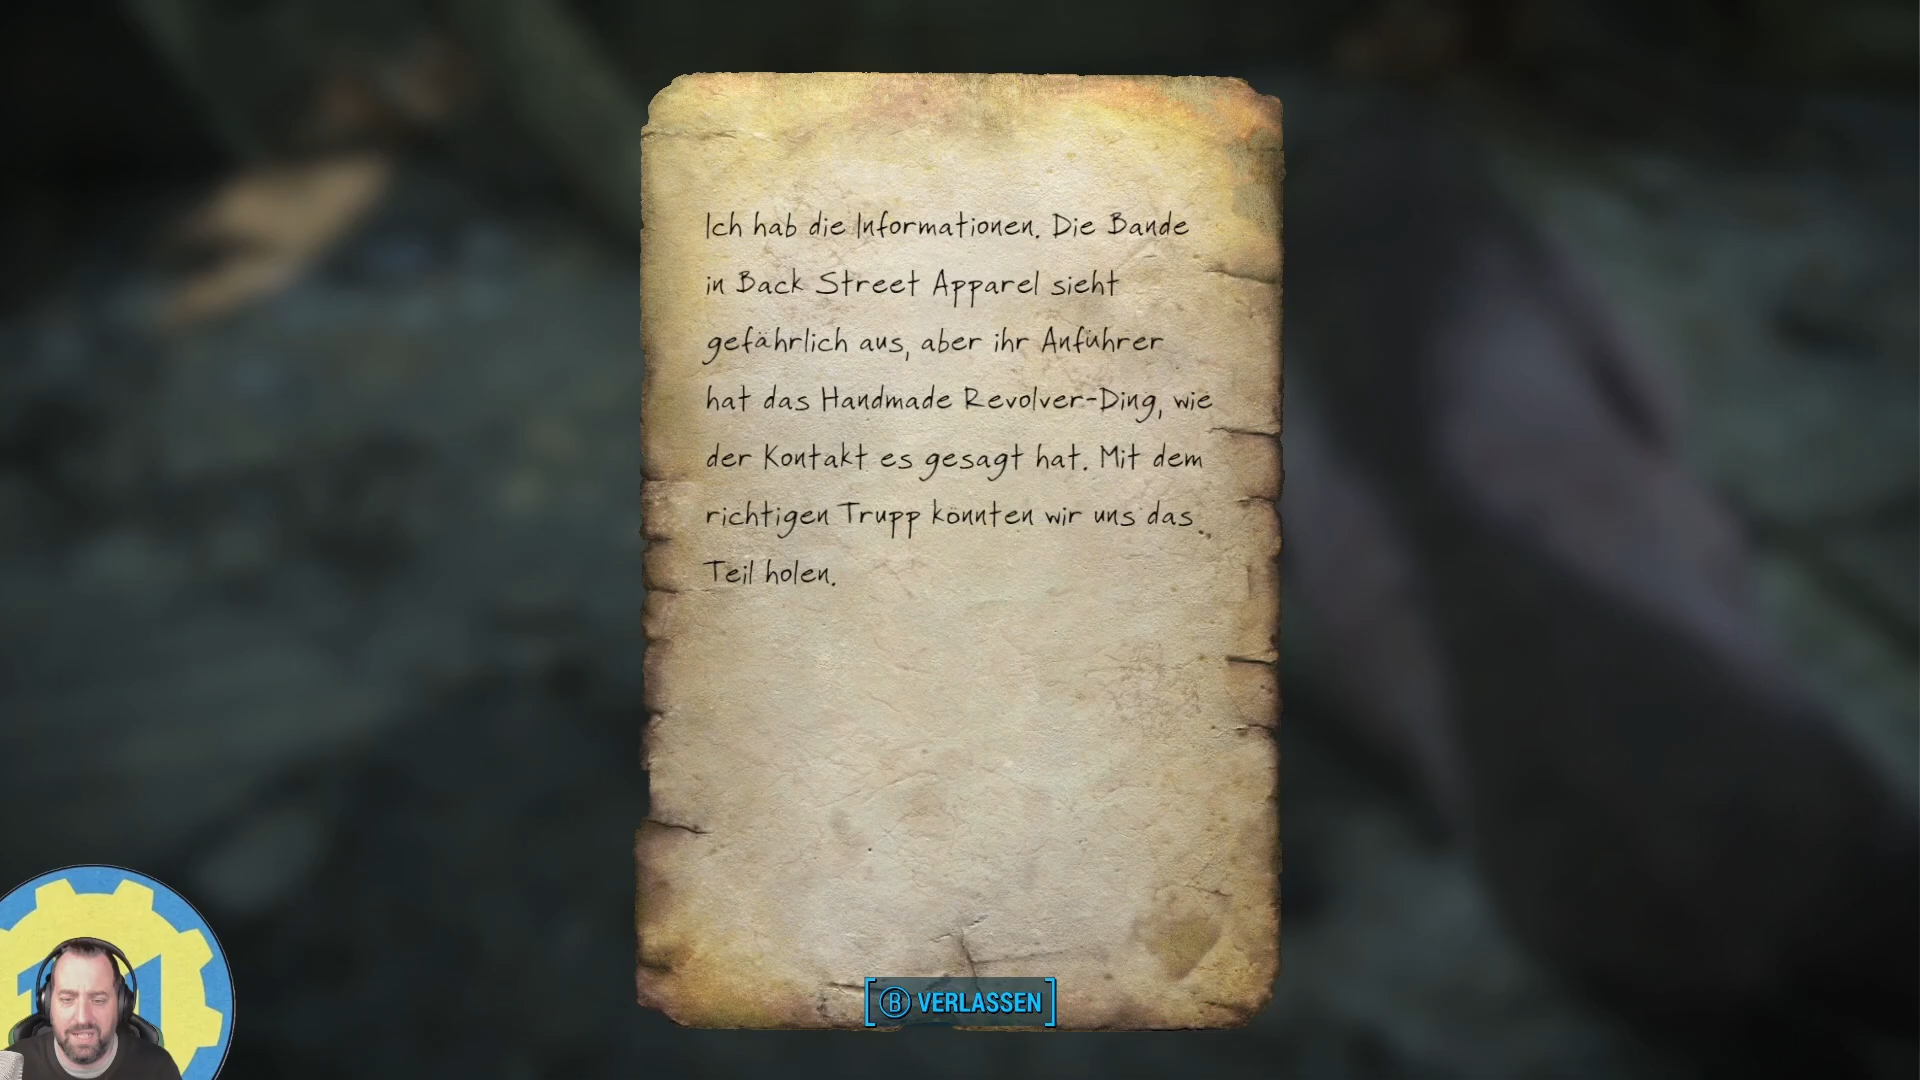 Ich hab die Informationen. Die Bande
in Back Street Apparel sieht
gefährlich aus, aber ihr Anführer
hat das Handmade Revolver-Ding, wie
der Kontakt es gesagt hat. Mit dem
richtigen Trupp könnten wir uns das
Teil holen.
B VERLASSEN